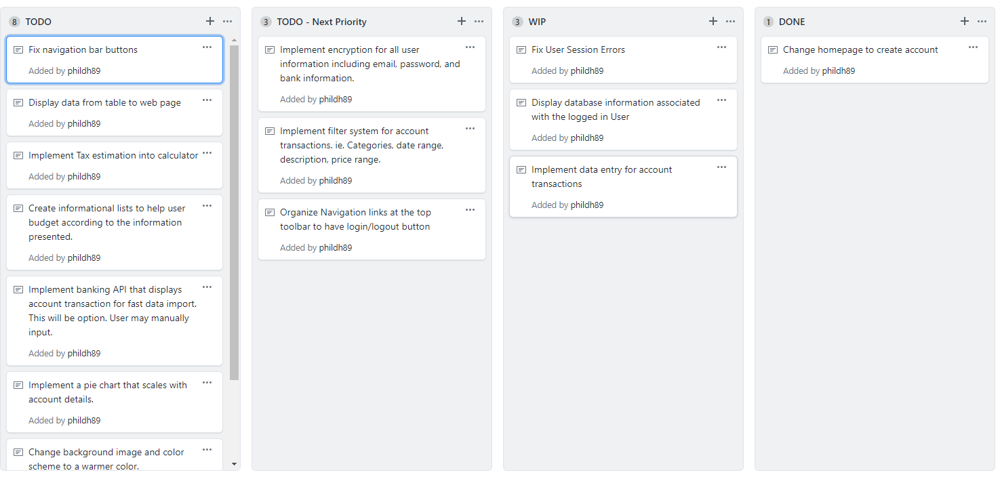 8 TODO
Fix navigation bar buttons
Added by phildh89
Display data from table to web page
Added by phildh89
Implement Tax estimation into calculator
Added by phildh89
Create informational lists to help user
budget according to the information
presented.
Added by phildh89
Implement banking API that displays
account transaction for fast data import.
This will be option. User may manually
input.
Added by phildh89
Implement a pie chart that scales with
account details.
Added by phildh89
Change background image and color
scheme to a warmer color.
3 TODO - Next Priority
Implement encryption for all user
information including email, password, and
bank information.
Added by phildh89
Implement filter system for account
transactions. ie. Categories, date range,
description, price range.
Added by phildh89
Organize Navigation links at the top
toolbar to have login/logout button
Added by phildh89
3 WIP
Fix User Session Errors
Added by phildh89
Display database information associated
with the logged in User
Added by phildh89
Implement data entry for account
transactions
Added by phildh89
1 DONE
Change homepage to create account
Added by phildh89